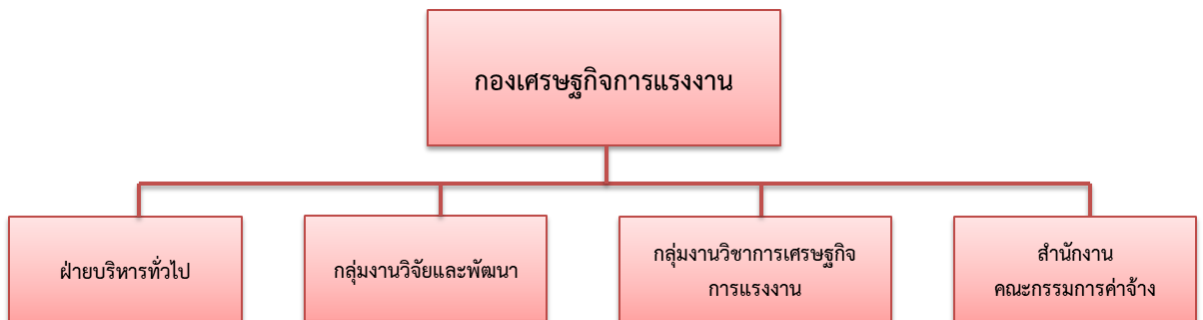 กองเศรษฐกิจการแรงงาน
ฝ่ายบริหารทั่วไป
กลุ่มงานวิจัยและพัฒนา
กลุ่มงานวิชาการเศรษฐกิจ
การแรงงาน
สำนักงาน
คณะกรรมการค่าจ้าง